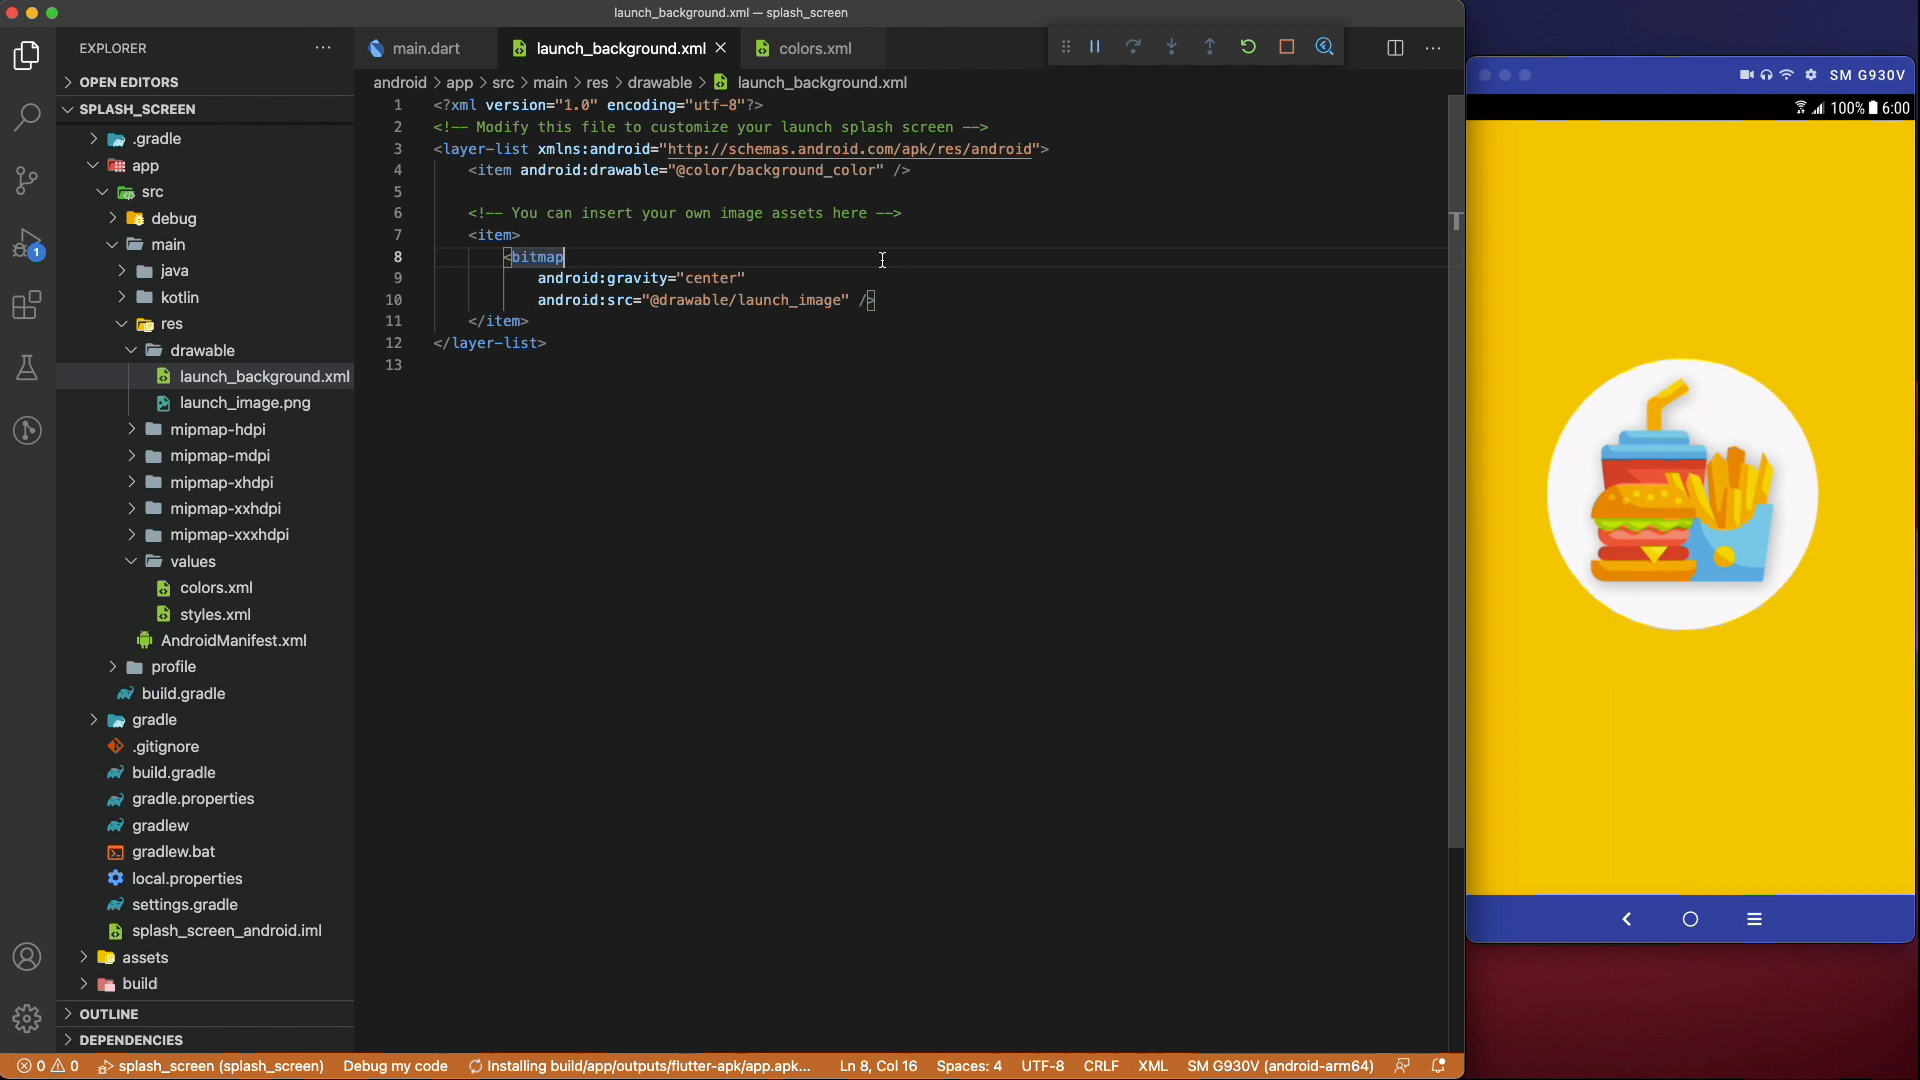 launch_background.xml — splash_screen
EXPLORER
main.dart
launch_background.xml
colors.xml
SM G930V
OPEN EDITORS
android > app > src > main > res > drawable > launch_background.xml
100% 6:00
SPLASH_SCREEN
.gradle
app
src
debug
main
java
kotlin
res
drawable
launch_background.xml
launch_image.png
mipmap-hdpi
mipmap-mdpi
mipmap-xhdpi
mipmap-xxhdpi
mipmap-xxxhdpi
values
colors.xml
styles.xml
AndroidManifest.xml
profile
build.gradle
gradle
.gitignore
build.gradle
gradle.properties
gradlew
gradlew.bat
local.properties
settings.gradle
splash_screen_android.iml
assets
build
OUTLINE
DEPENDENCIES
1 <?xml version="1.0" encoding="utf-8"?>
2 <!-- Modify this file to customize your launch splash screen -->
3 <layer-list xmlns:android="http://schemas.android.com/apk/res/android">
4 <item android:drawable="@color/background_color" />
5
6 <!-- You can insert your own image assets here -->
7 <item>
8 <bitmap
9 android:gravity="center"
10 android:src="@drawable/launch_image" />
11 </item>
12 </layer-list>
13
1
0 0 splash_screen (splash_screen) Debug my code Installing build/app/outputs/flutter-apk/app.apk... Ln 8, Col 16 Spaces: 4 UTF-8 CRLF XML SM G930V (android-arm64)